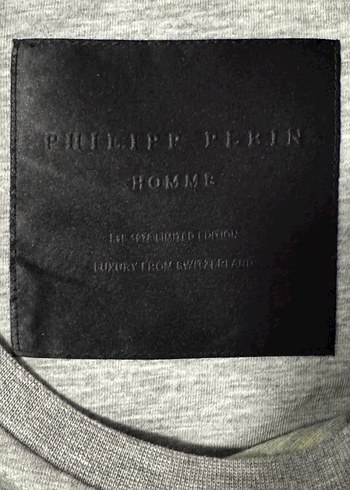 PHILIPP PLEIN
HOMME
LIMITED EDITION
LUXURY FROM SWITZERLAND